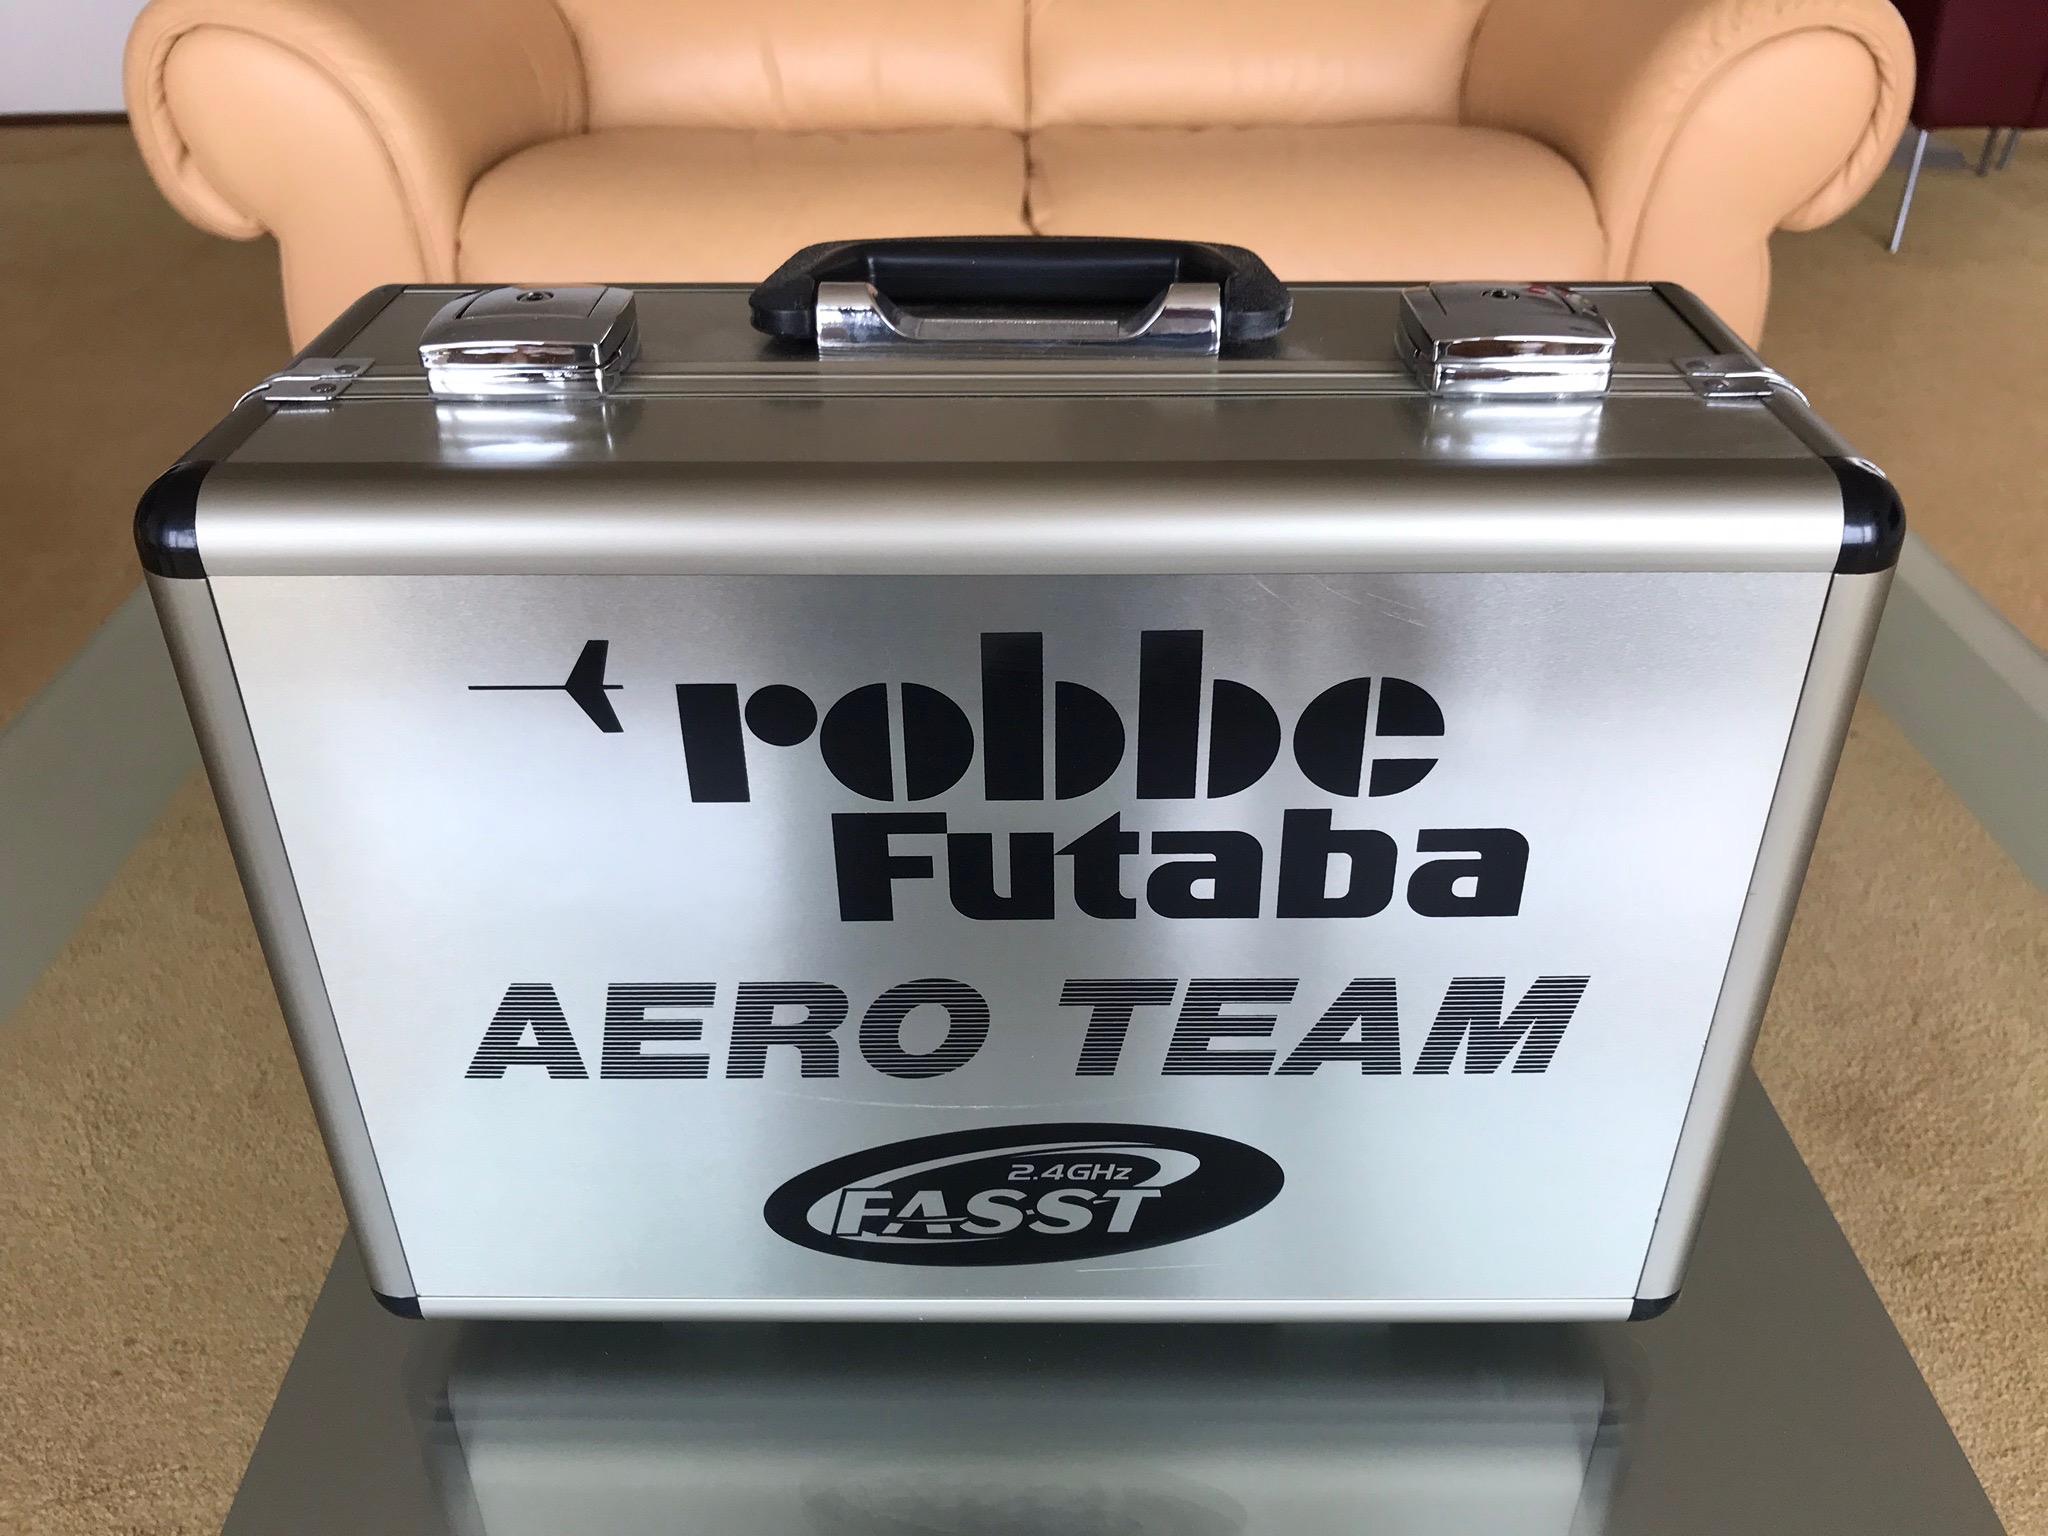 robbe
Futaba
AERO TEAM
2.4GHz
FASST